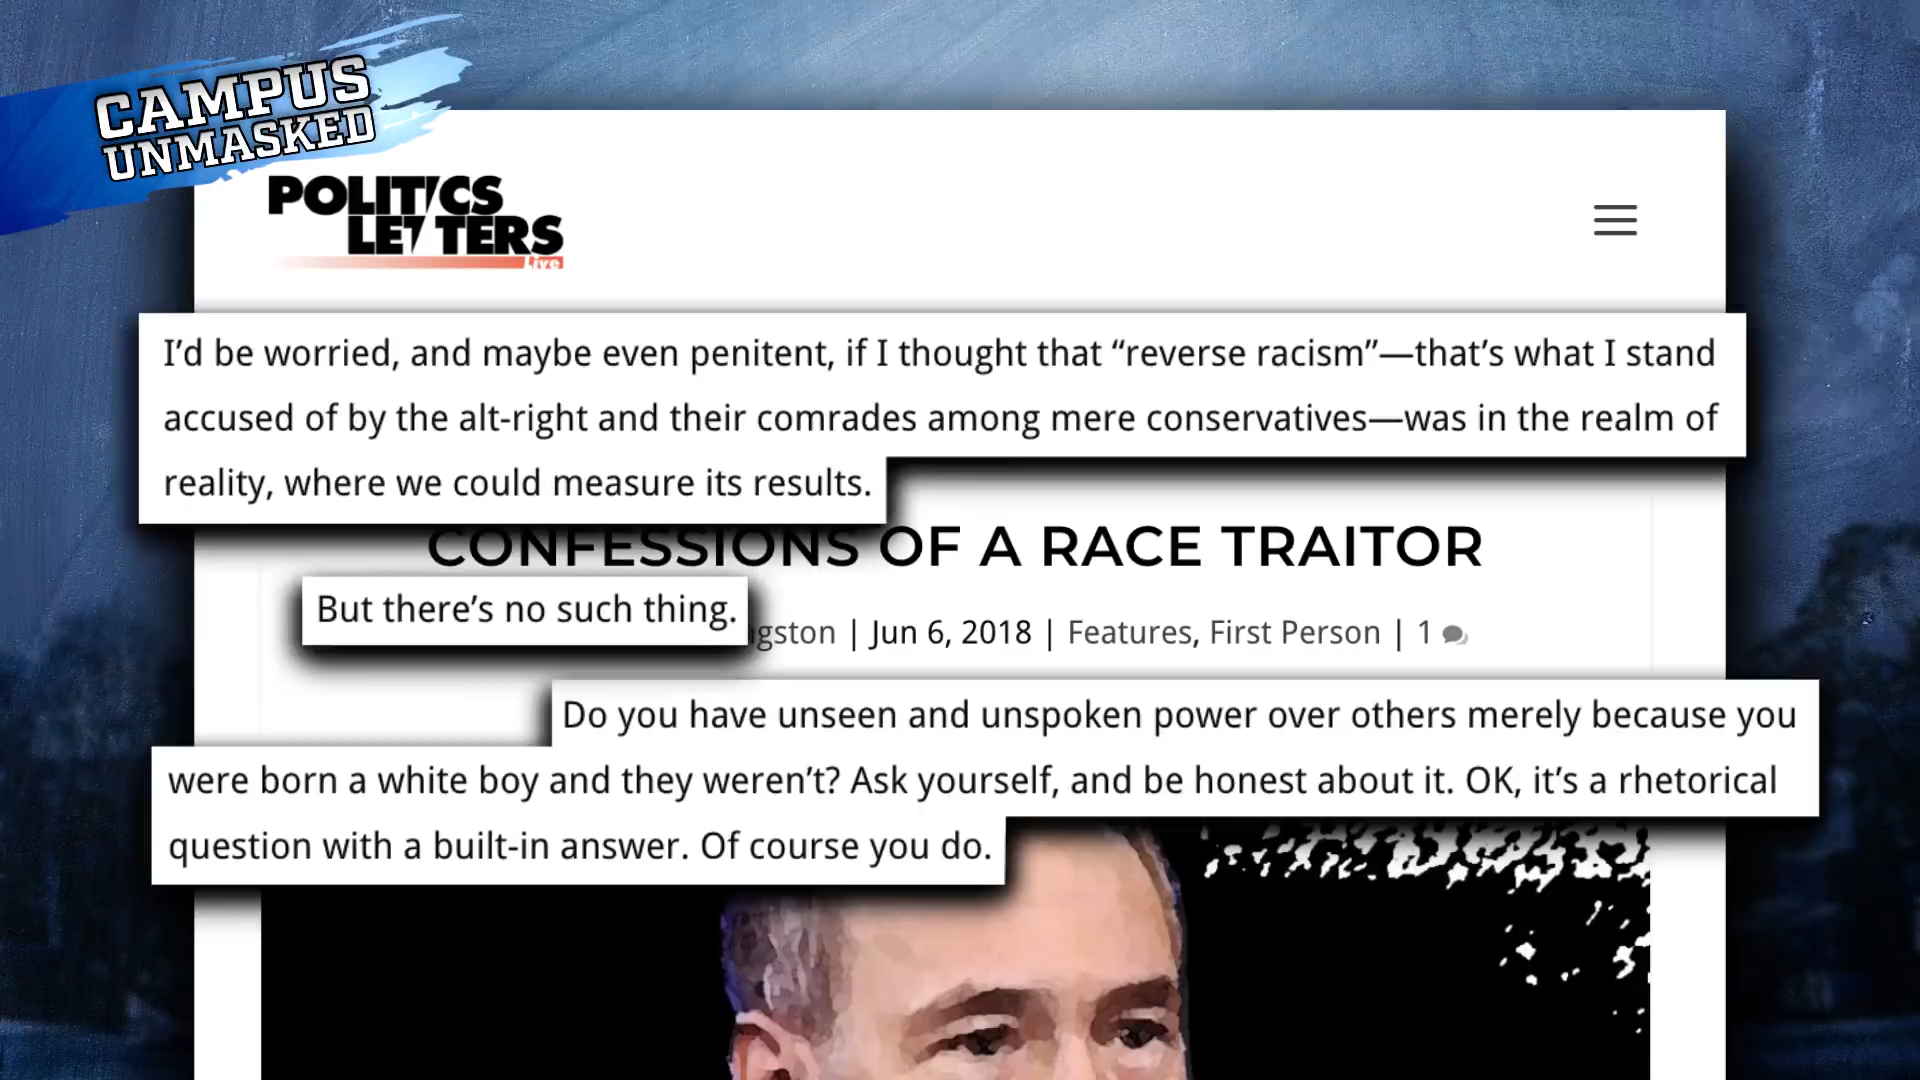 CAMPUS
UNMASKED
POLITICS
LETTERS
Live
I’d be worried, and maybe even penitent, if I thought that “reverse racism”—that’s what I stand
accused of by the alt-right and their comrades among mere conservatives—was in the realm of
reality, where we could measure its results.
CONFESSIONS OF A RACE TRAITOR
But there’s no such thing.
gston | Jun 6, 2018 | Features, First Person | 1
Do you have unseen and unspoken power over others merely because you
were born a white boy and they weren’t? Ask yourself, and be honest about it. OK, it’s a rhetorical
question with a built-in answer. Of course you do.